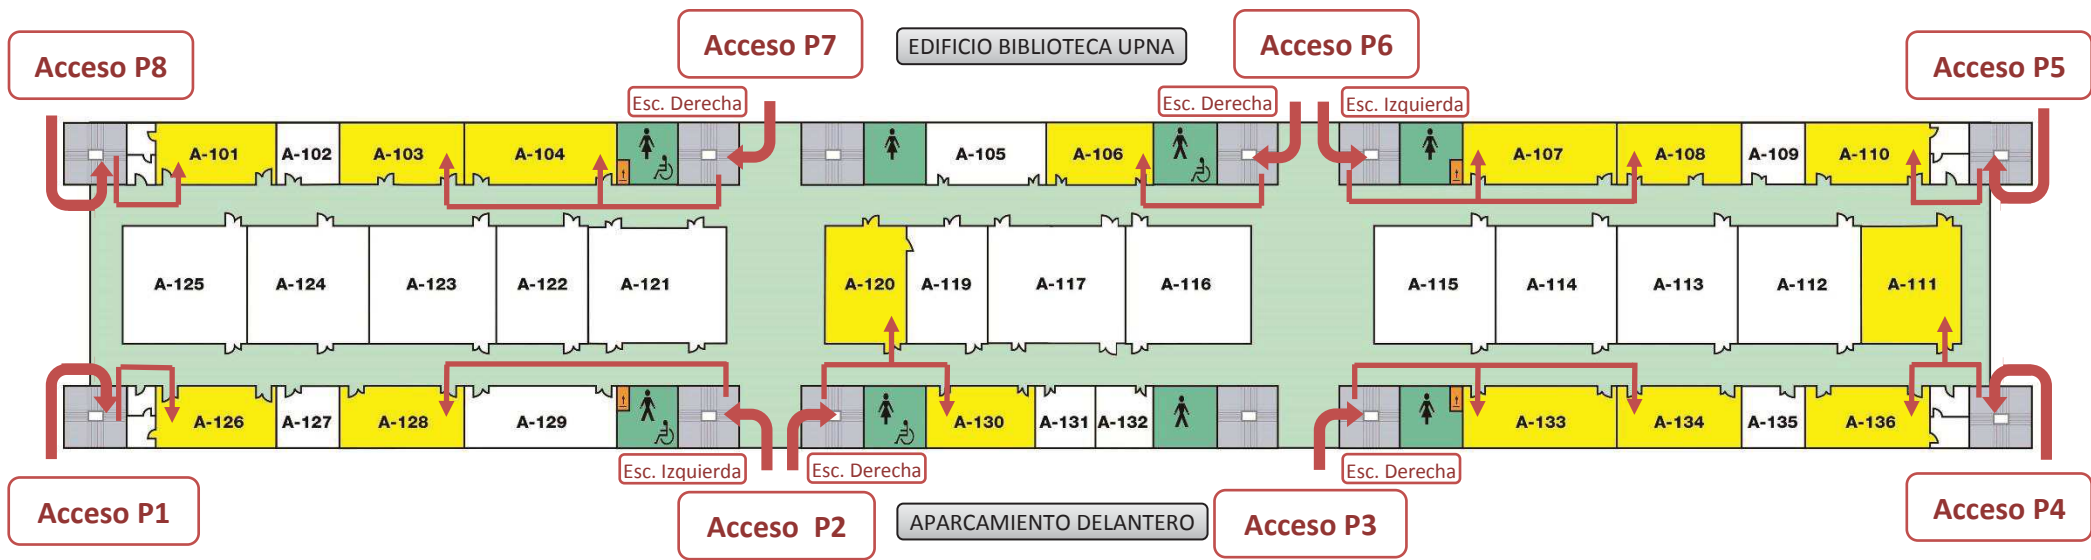 Acceso P7
EDIFICIO BIBLIOTECA UPNA
Acceso P6
Acceso P8
Acceso P5
Esc. Derecha
Esc. Derecha
Esc. Izquierda
A-101
A-102
A-103
A-104
A-105
A-106
A-107
A-108
A-109
A-110
A-125
A-124
A-123
A-122
A-121
A-120
A-119
A-117
A-116
A-115
A-114
A-113
A-112
A-111
A-126
A-127
A-128
A-129
A-130
A-131
A-132
A-133
A-134
A-135
A-136
Esc. Izquierda
Esc. Derecha
Esc. Derecha
Acceso P1
Acceso P2
APARCAMIENTO DELANTERO
Acceso P3
Acceso P4